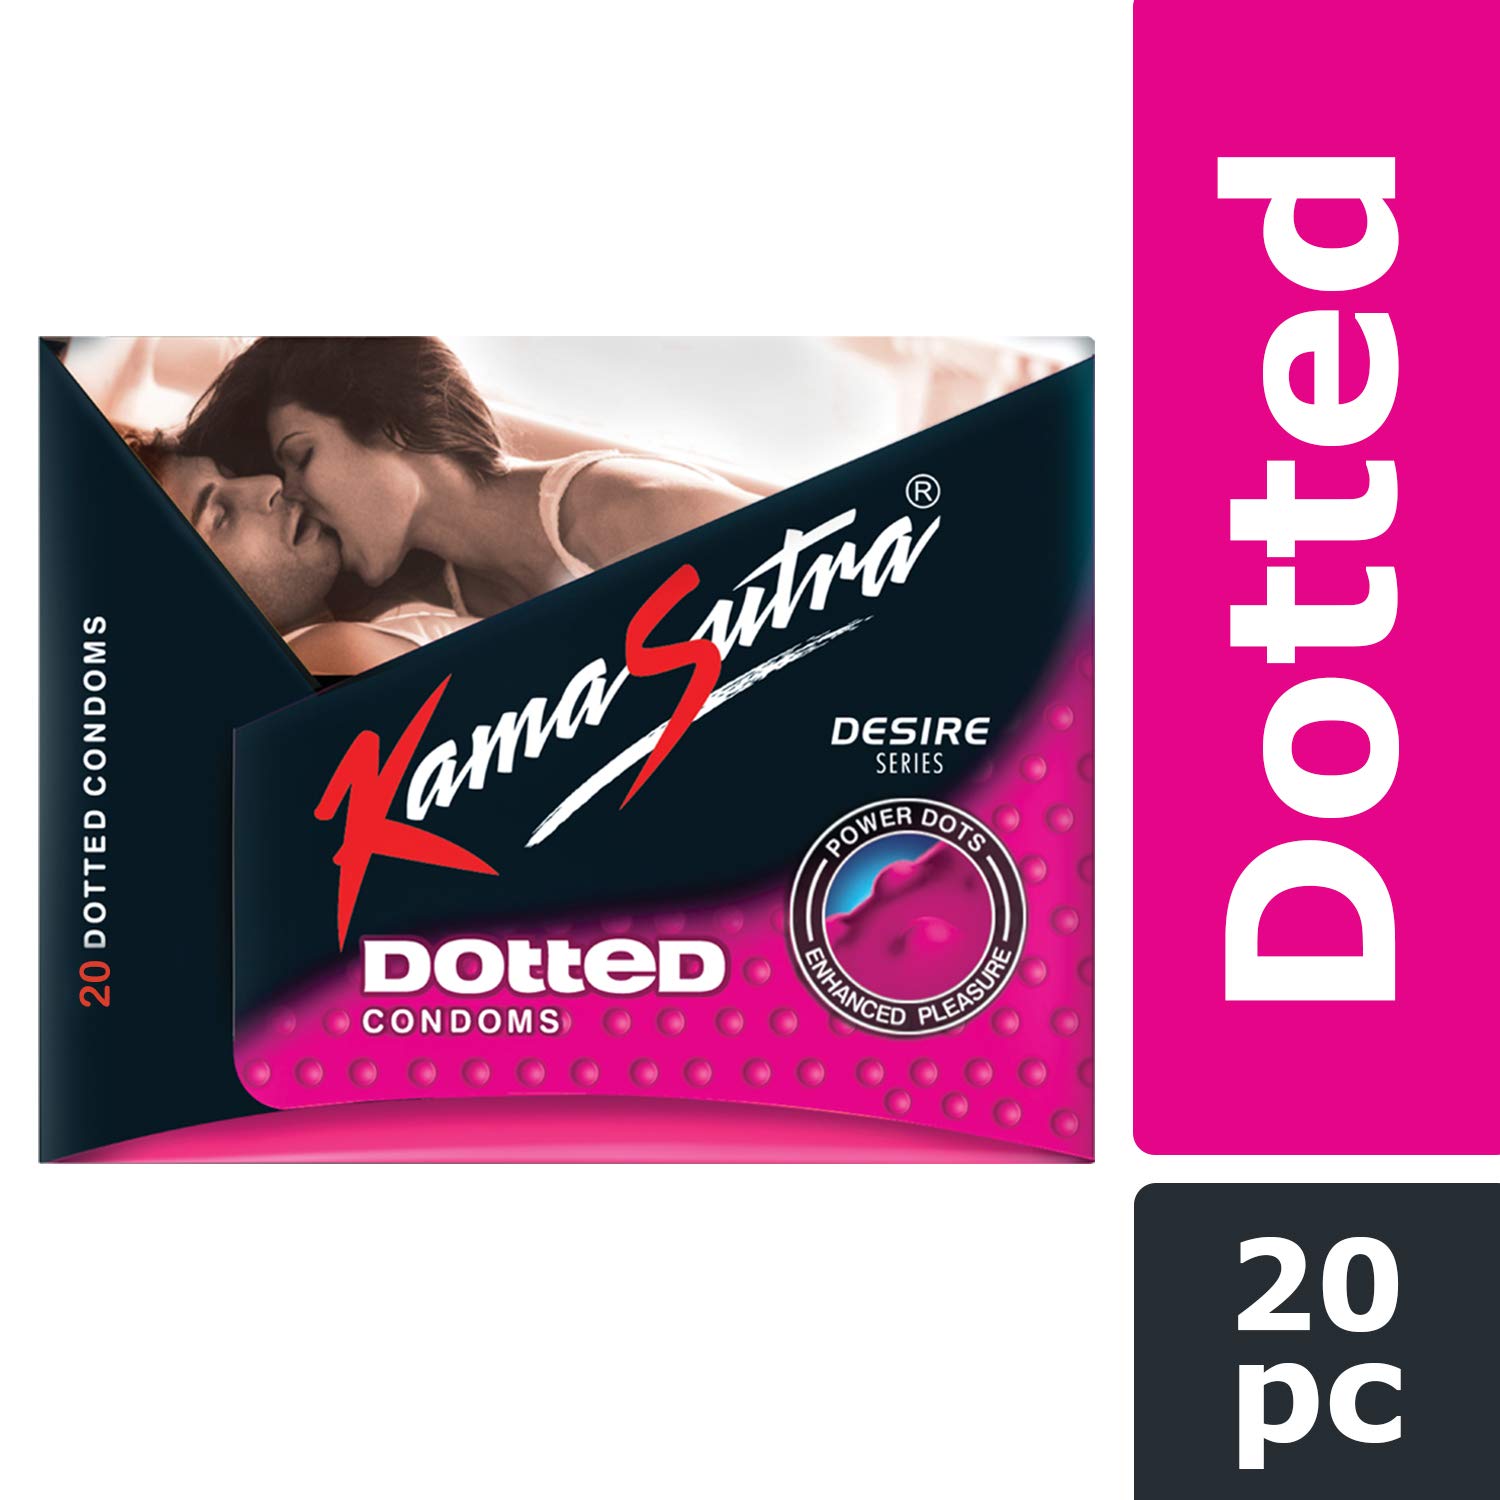 20 DOTTED CONDOMS
KamaSutra®
DESIRE
SERIES
POWER DOTS
ENHANCED PLEASURE
DOtteD
CONDOMS
Dotted
20
pc